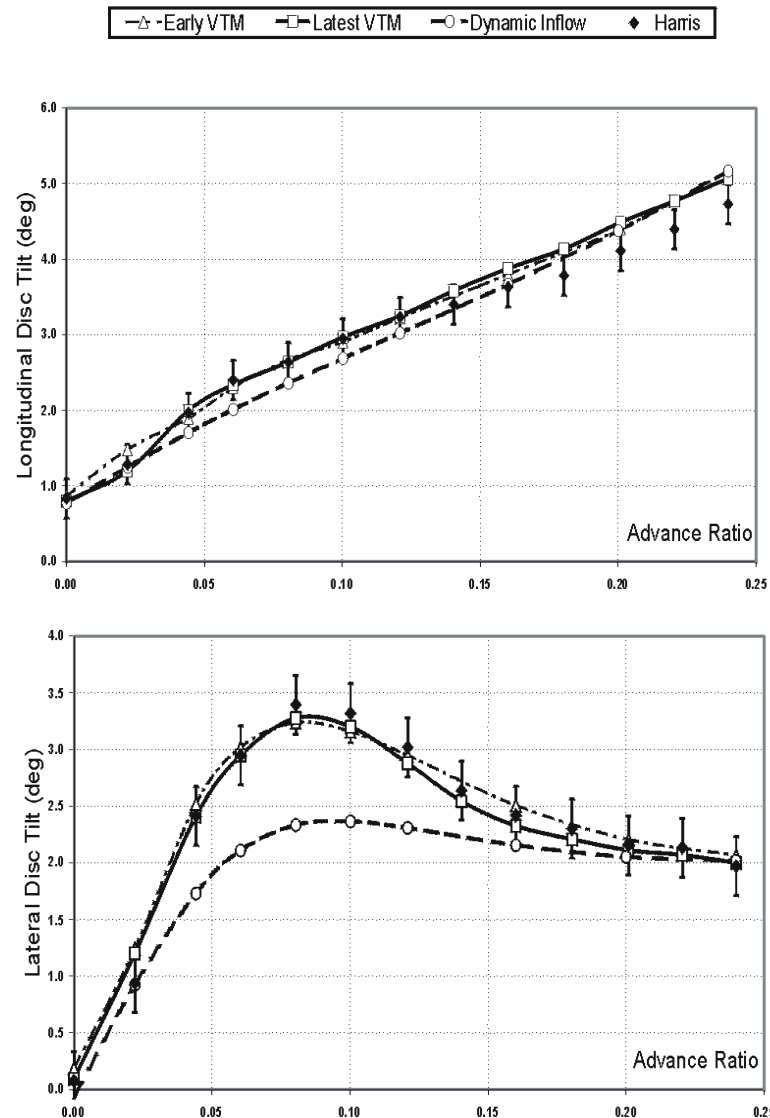 Early VTM Latest VTM Dynamic Inflow Harris
6.0
5.0
4.0
3.0
2.0
1.0
0.0
Longitudinal Disc Tilt (deg)
Advance Ratio
0.00 0.05 0.10 0.15 0.20 0.25
4.0
3.5
3.0
2.5
2.0
1.5
1.0
0.5
0.0
Lateral Disc Tilt (deg)
Advance Ratio
0.00 0.05 0.10 0.15 0.20